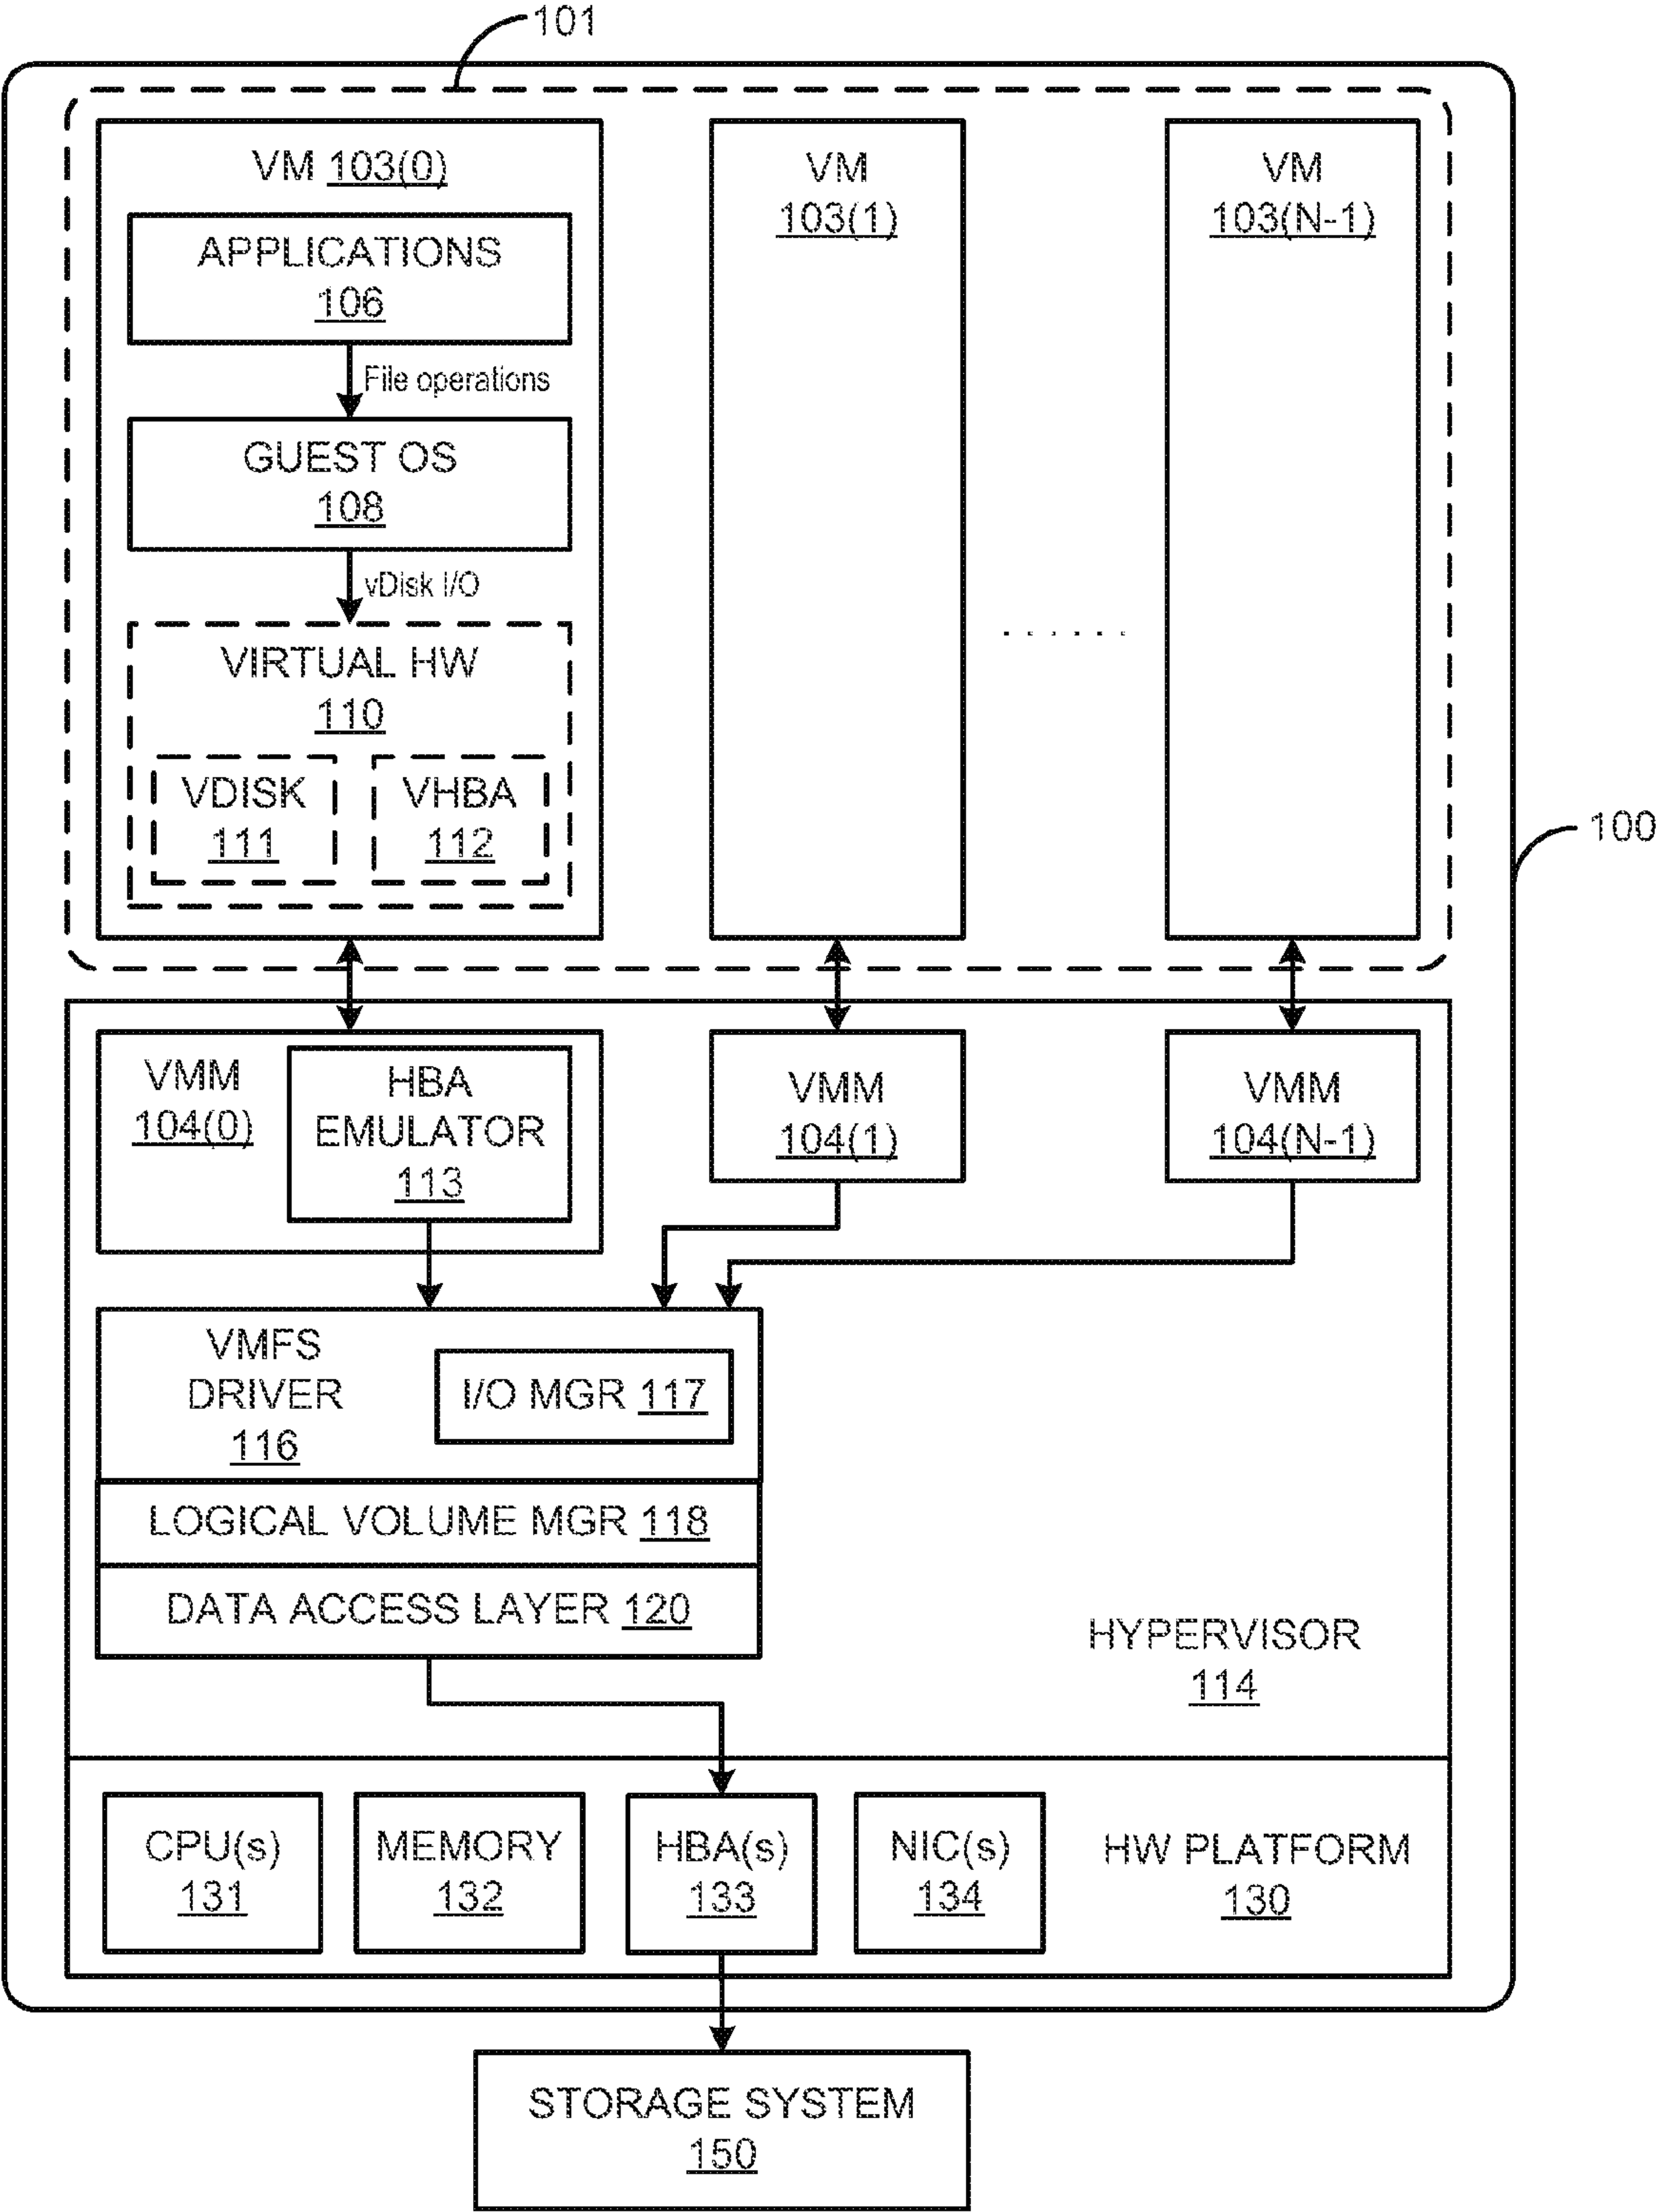 101
VM 103(0)
APPLICATIONS
106
File operations
GUEST OS
108
vDisk I/O
VIRTUAL HW
110
VDISK
111
VHBA
112
VM
103(1)
......
VM
103(N-1)
100
VMM
104(0)
HBA
EMULATOR
113
VMM
104(1)
VMM
104(N-1)
VMFS
DRIVER
116
I/O MGR 117
LOGICAL VOLUME MGR 118
DATA ACCESS LAYER 120
HYPERVISOR
114
CPU(s)
131
MEMORY
132
HBA(s)
133
NIC(s)
134
HW PLATFORM
130
STORAGE SYSTEM
150